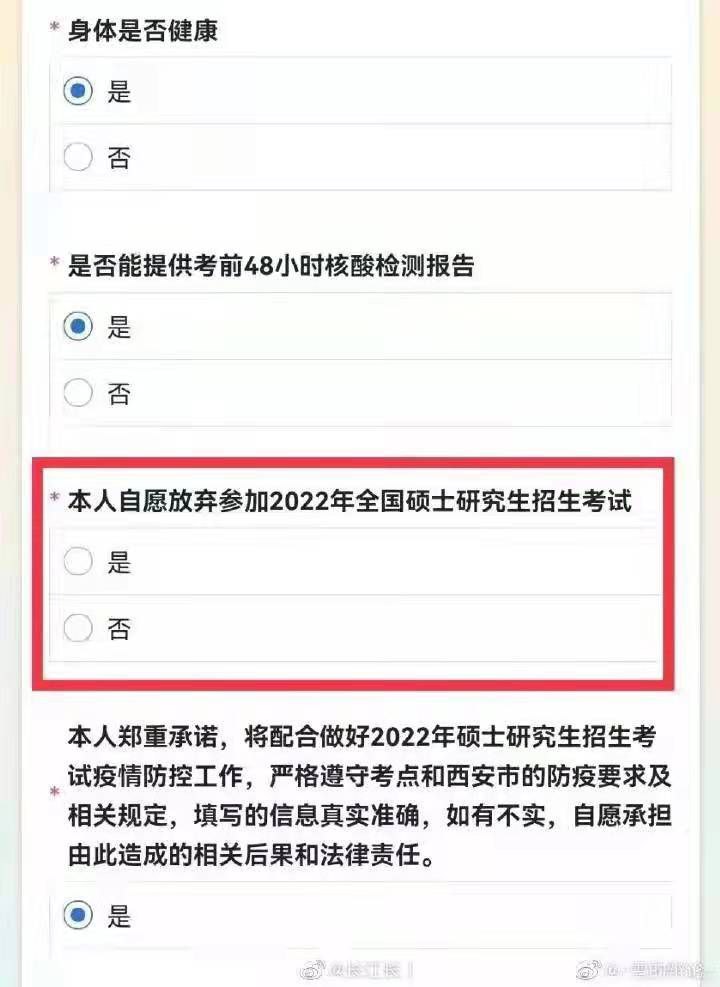 * 身体是否健康
是
否
* 是否能提供考前48小时核酸检测报告
是
否
* 本人自愿放弃参加2022年全国硕士研究生招生考试
是
否
本人郑重承诺，将配合做好2022年硕士研究生招生考
试疫情防控工作，严格遵守考点和西安市的防疫要求及
* 相关规定，填写的信息真实准确，如有不实，自愿承担
由此造成的相关后果和法律责任。
是
@长江长